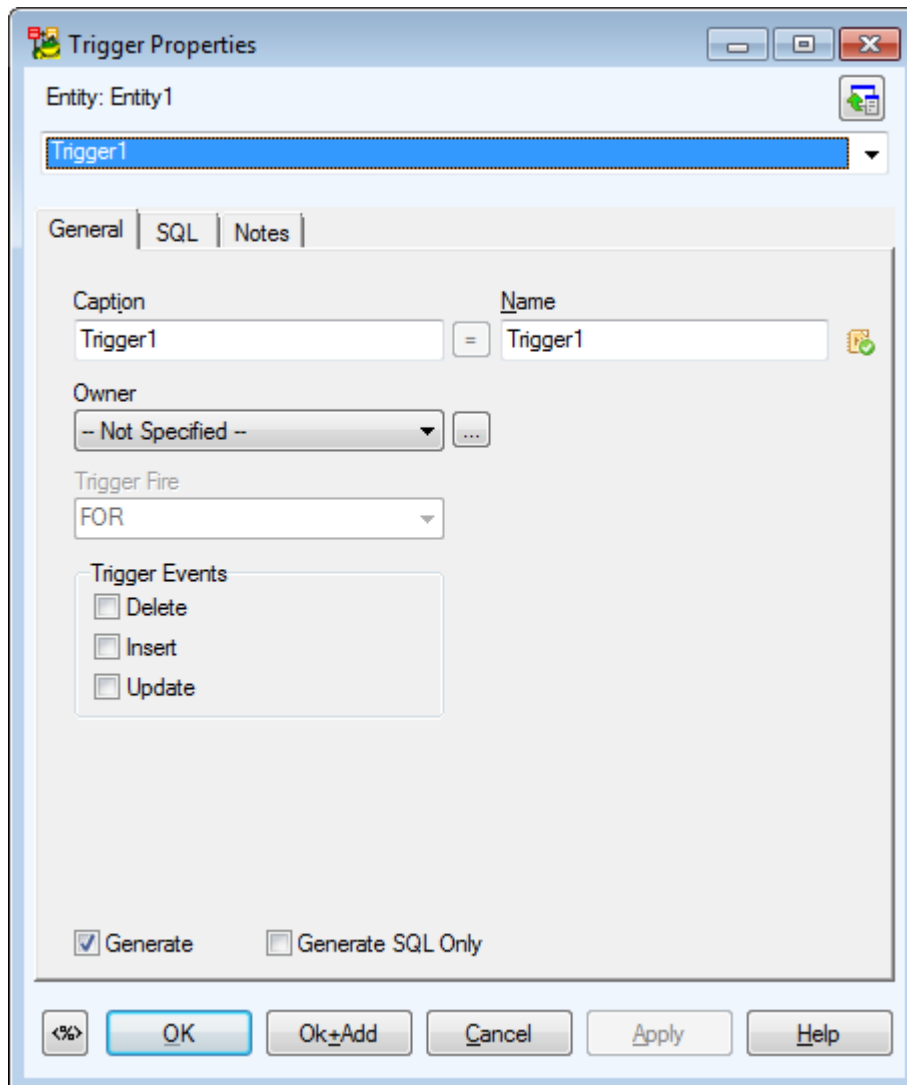 Trigger Properties
Entity: Entity1
Trigger1
General SQL Notes
Caption Name
Trigger1 = Trigger1
Owner
-- Not Specified -- ...
Trigger Fire
FOR
Trigger Events
Delete
Insert
Update
Generate Generate SQL Only
<%> OK Ok+Add Cancel Apply Help